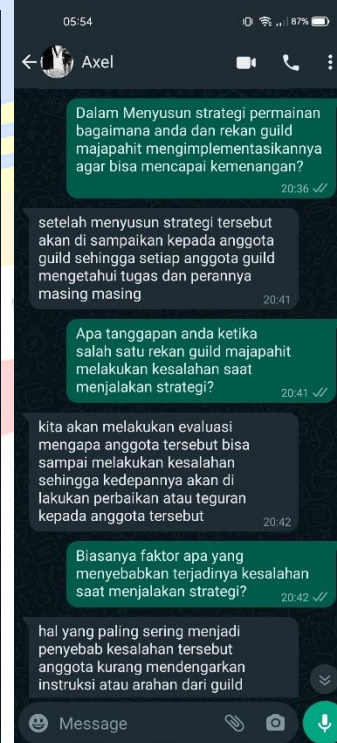 05:54
87%
Axel
Dalam Menyusun strategi permainan
bagaimana anda dan rekan guild
majapahit mengimplementasikannya
agar bisa mencapai kemenangan?
20:36
setelah menyusun strategi tersebut
akan di sampaikan kepada anggota
guild sehingga setiap anggota guild
mengetahui tugas dan perannya
masing masing
20:41
Apa tanggapan anda ketika
salah satu rekan guild majapahit
melakukan kesalahan saat
menjalakan strategi?
20:41
kita akan melakukan evaluasi
mengapa anggota tersebut bisa
sampai melakukan kesalahan
sehingga kedepannya akan di
lakukan perbaikan atau teguran
kepada anggota tersebut
20:42
Biasanya faktor apa yang
menyebabkan terjadinya kesalahan
saat menjalakan strategi?
20:42
hal yang paling sering menjadi
penyebab kesalahan tersebut
anggota kurang mendengarkan
instruksi atau arahan dari guild
Message